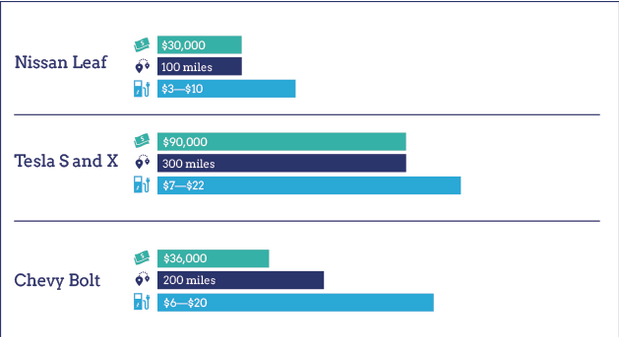 Nissan Leaf
$30,000
100 miles
$3—$10
Tesla S and X
$90,000
300 miles
$7—$22
Chevy Bolt
$36,000
200 miles
$6—$20